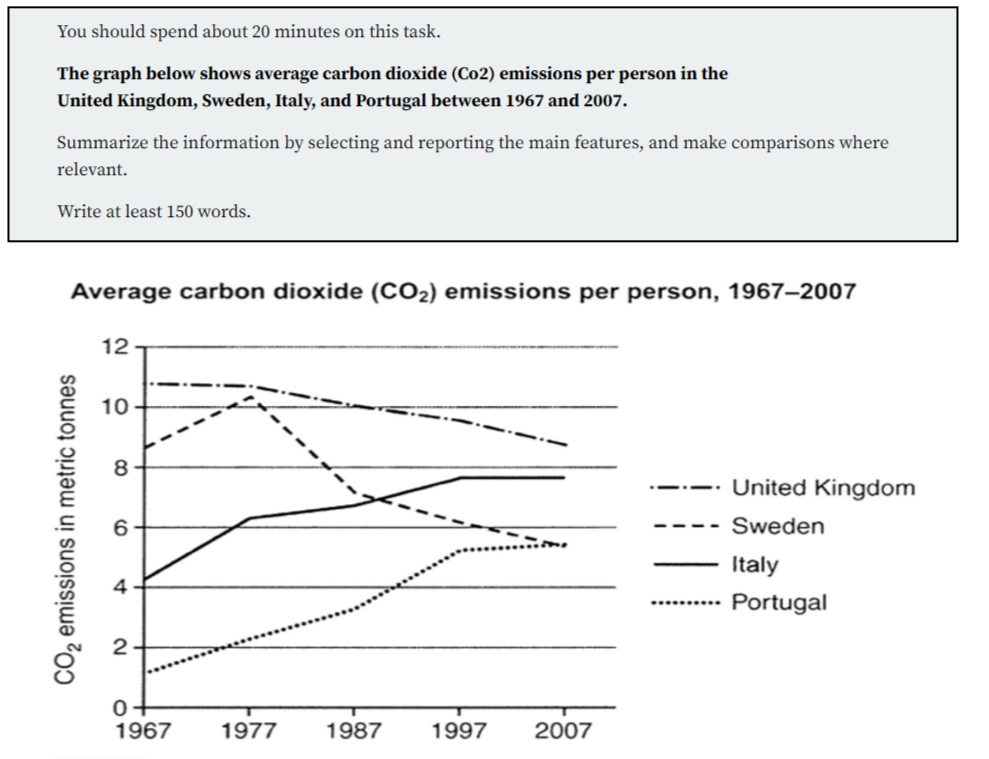 You should spend about 20 minutes on this task.
The graph below shows average carbon dioxide (Co2) emissions per person in the
United Kingdom, Sweden, Italy, and Portugal between 1967 and 2007.
Summarize the information by selecting and reporting the main features, and make comparisons where
relevant.
Write at least 150 words.
Average carbon dioxide (CO₂) emissions per person, 1967–2007
CO₂ emissions in metric tonnes
12
10
8
6
4
2
0
1967 1977 1987 1997 2007
United Kingdom
Sweden
Italy
Portugal